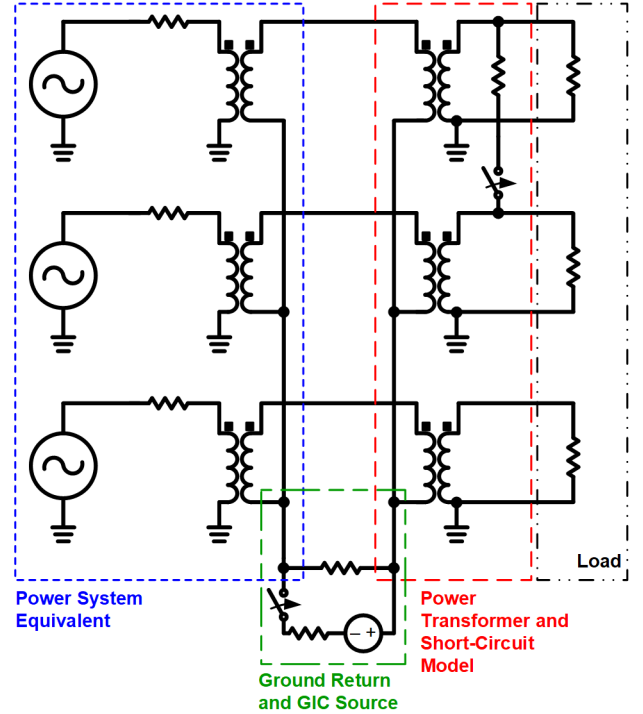 Load
Power System
Equivalent
Power
Transformer and
Short-Circuit
Model
– +
Ground Return
and GIC Source